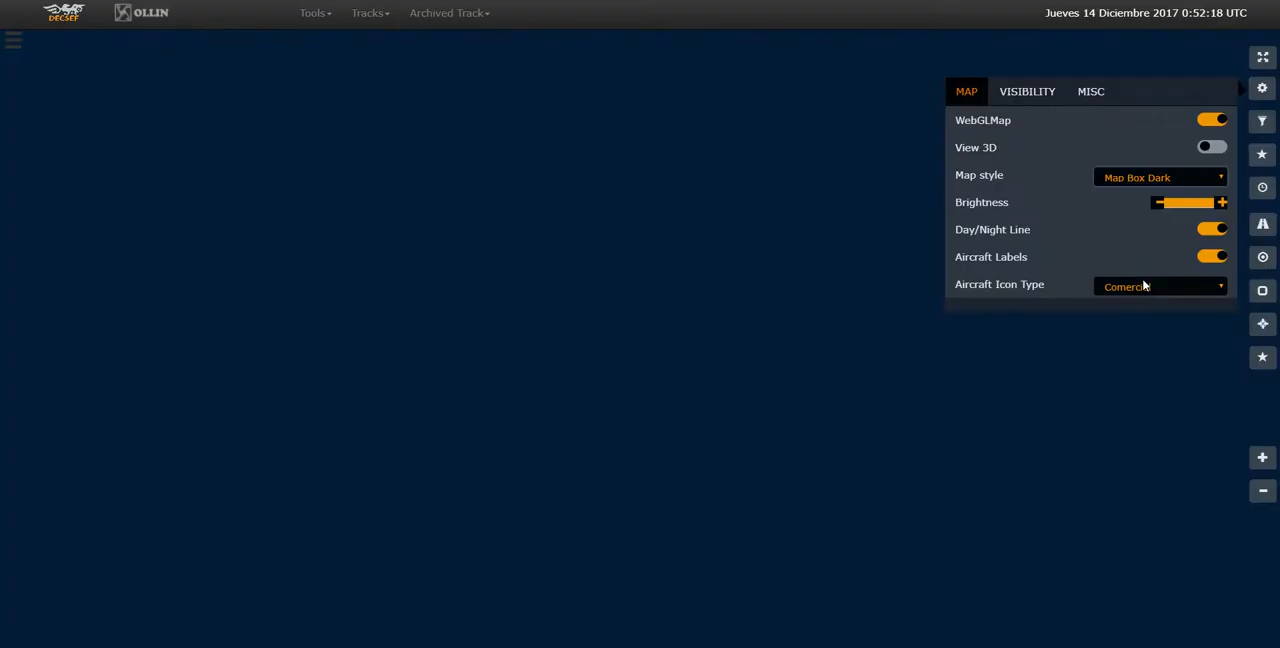 DECSEF
OLLIN
Tools
Tracks
Archived Track
Jueves 14 Diciembre 2017 0:52:18 UTC
MAP
VISIBILITY
MISC
WebGLMap
View 3D
Map style
Map Box Dark
Brightness
Day/Night Line
Aircraft Labels
Aircraft Icon Type